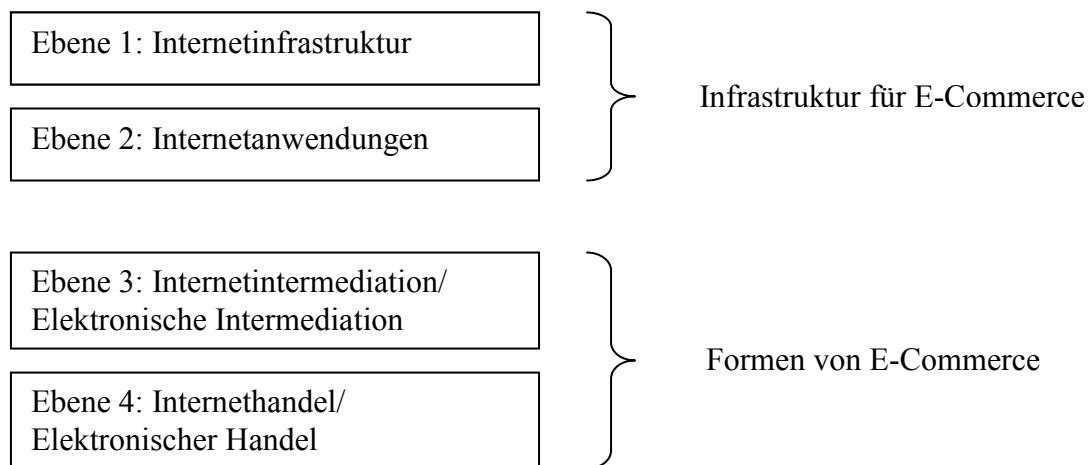 Ebene 1: Internetinfrastruktur
Ebene 2: Internetanwendungen
Infrastruktur für E-Commerce
Ebene 3: Internetintermediation/
Elektronische Intermediation
Ebene 4: Internethandel/
Elektronischer Handel
Formen von E-Commerce